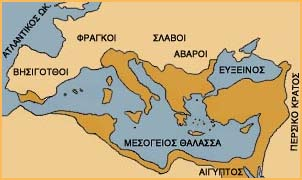 ΑΤΛΑΝΤΙΚΟΣ ΩΚ.
ΦΡΑΓΚΟΙ
ΣΛΑΒΟΙ
ΑΒΑΡΟΙ
ΒΗΣΙΓΟΤΘΟΙ
ΕΥΞΕΙΝΟΣ
ΠΕΡΣΙΚΟ ΚΡΑΤΟΣ
ΜΕΣΟΓΕΙΟΣ ΘΑΛΑΣΣΑ
ΑΙΓΥΠΤΟΣ